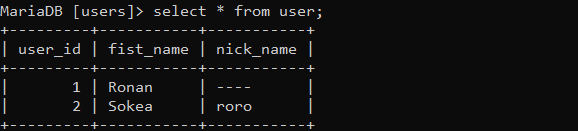 MariaDB [users]> select * from user;
+---------+-----------+-----------+
| user_id | fist_name | nick_name |
+---------+-----------+-----------+
|       1 | Ronan     | ----      |
|       2 | Sokea     | roro      |
+---------+-----------+-----------+